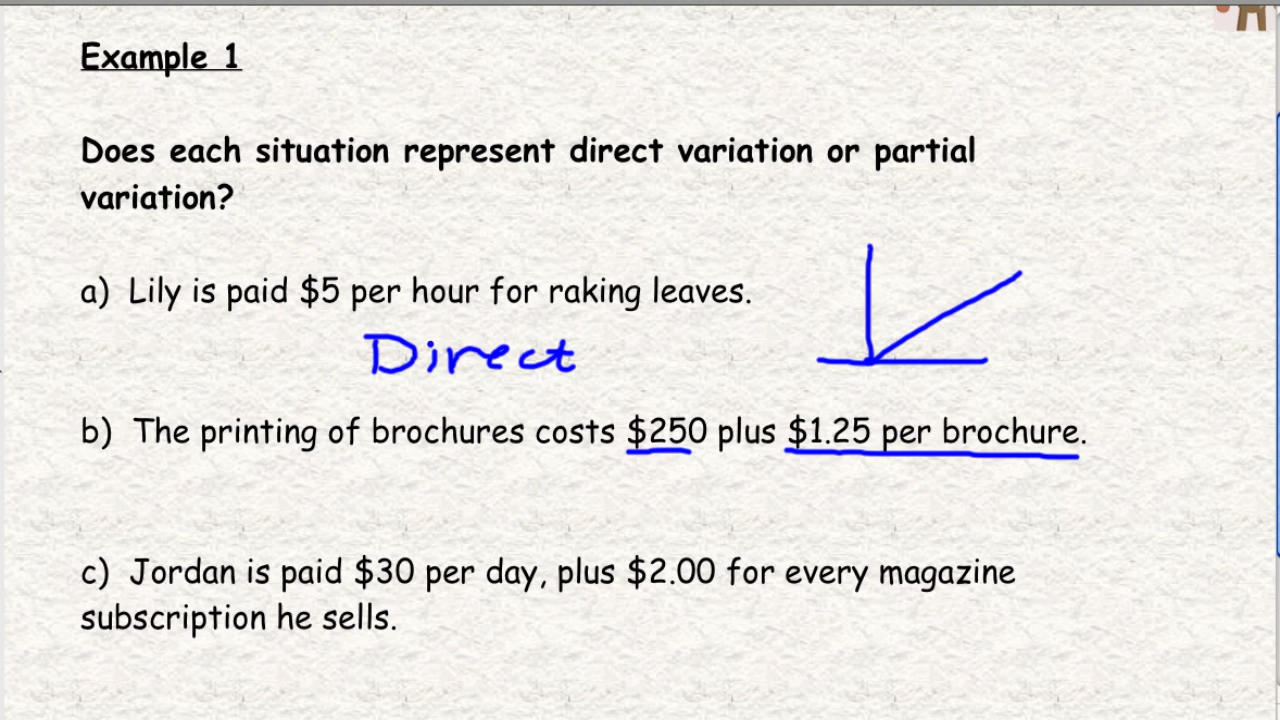 Example 1
Does each situation represent direct variation or partial
variation?
a) Lily is paid $5 per hour for raking leaves.
Direct
b) The printing of brochures costs $250 plus $1.25 per brochure.
c) Jordan is paid $30 per day, plus $2.00 for every magazine
subscription he sells.